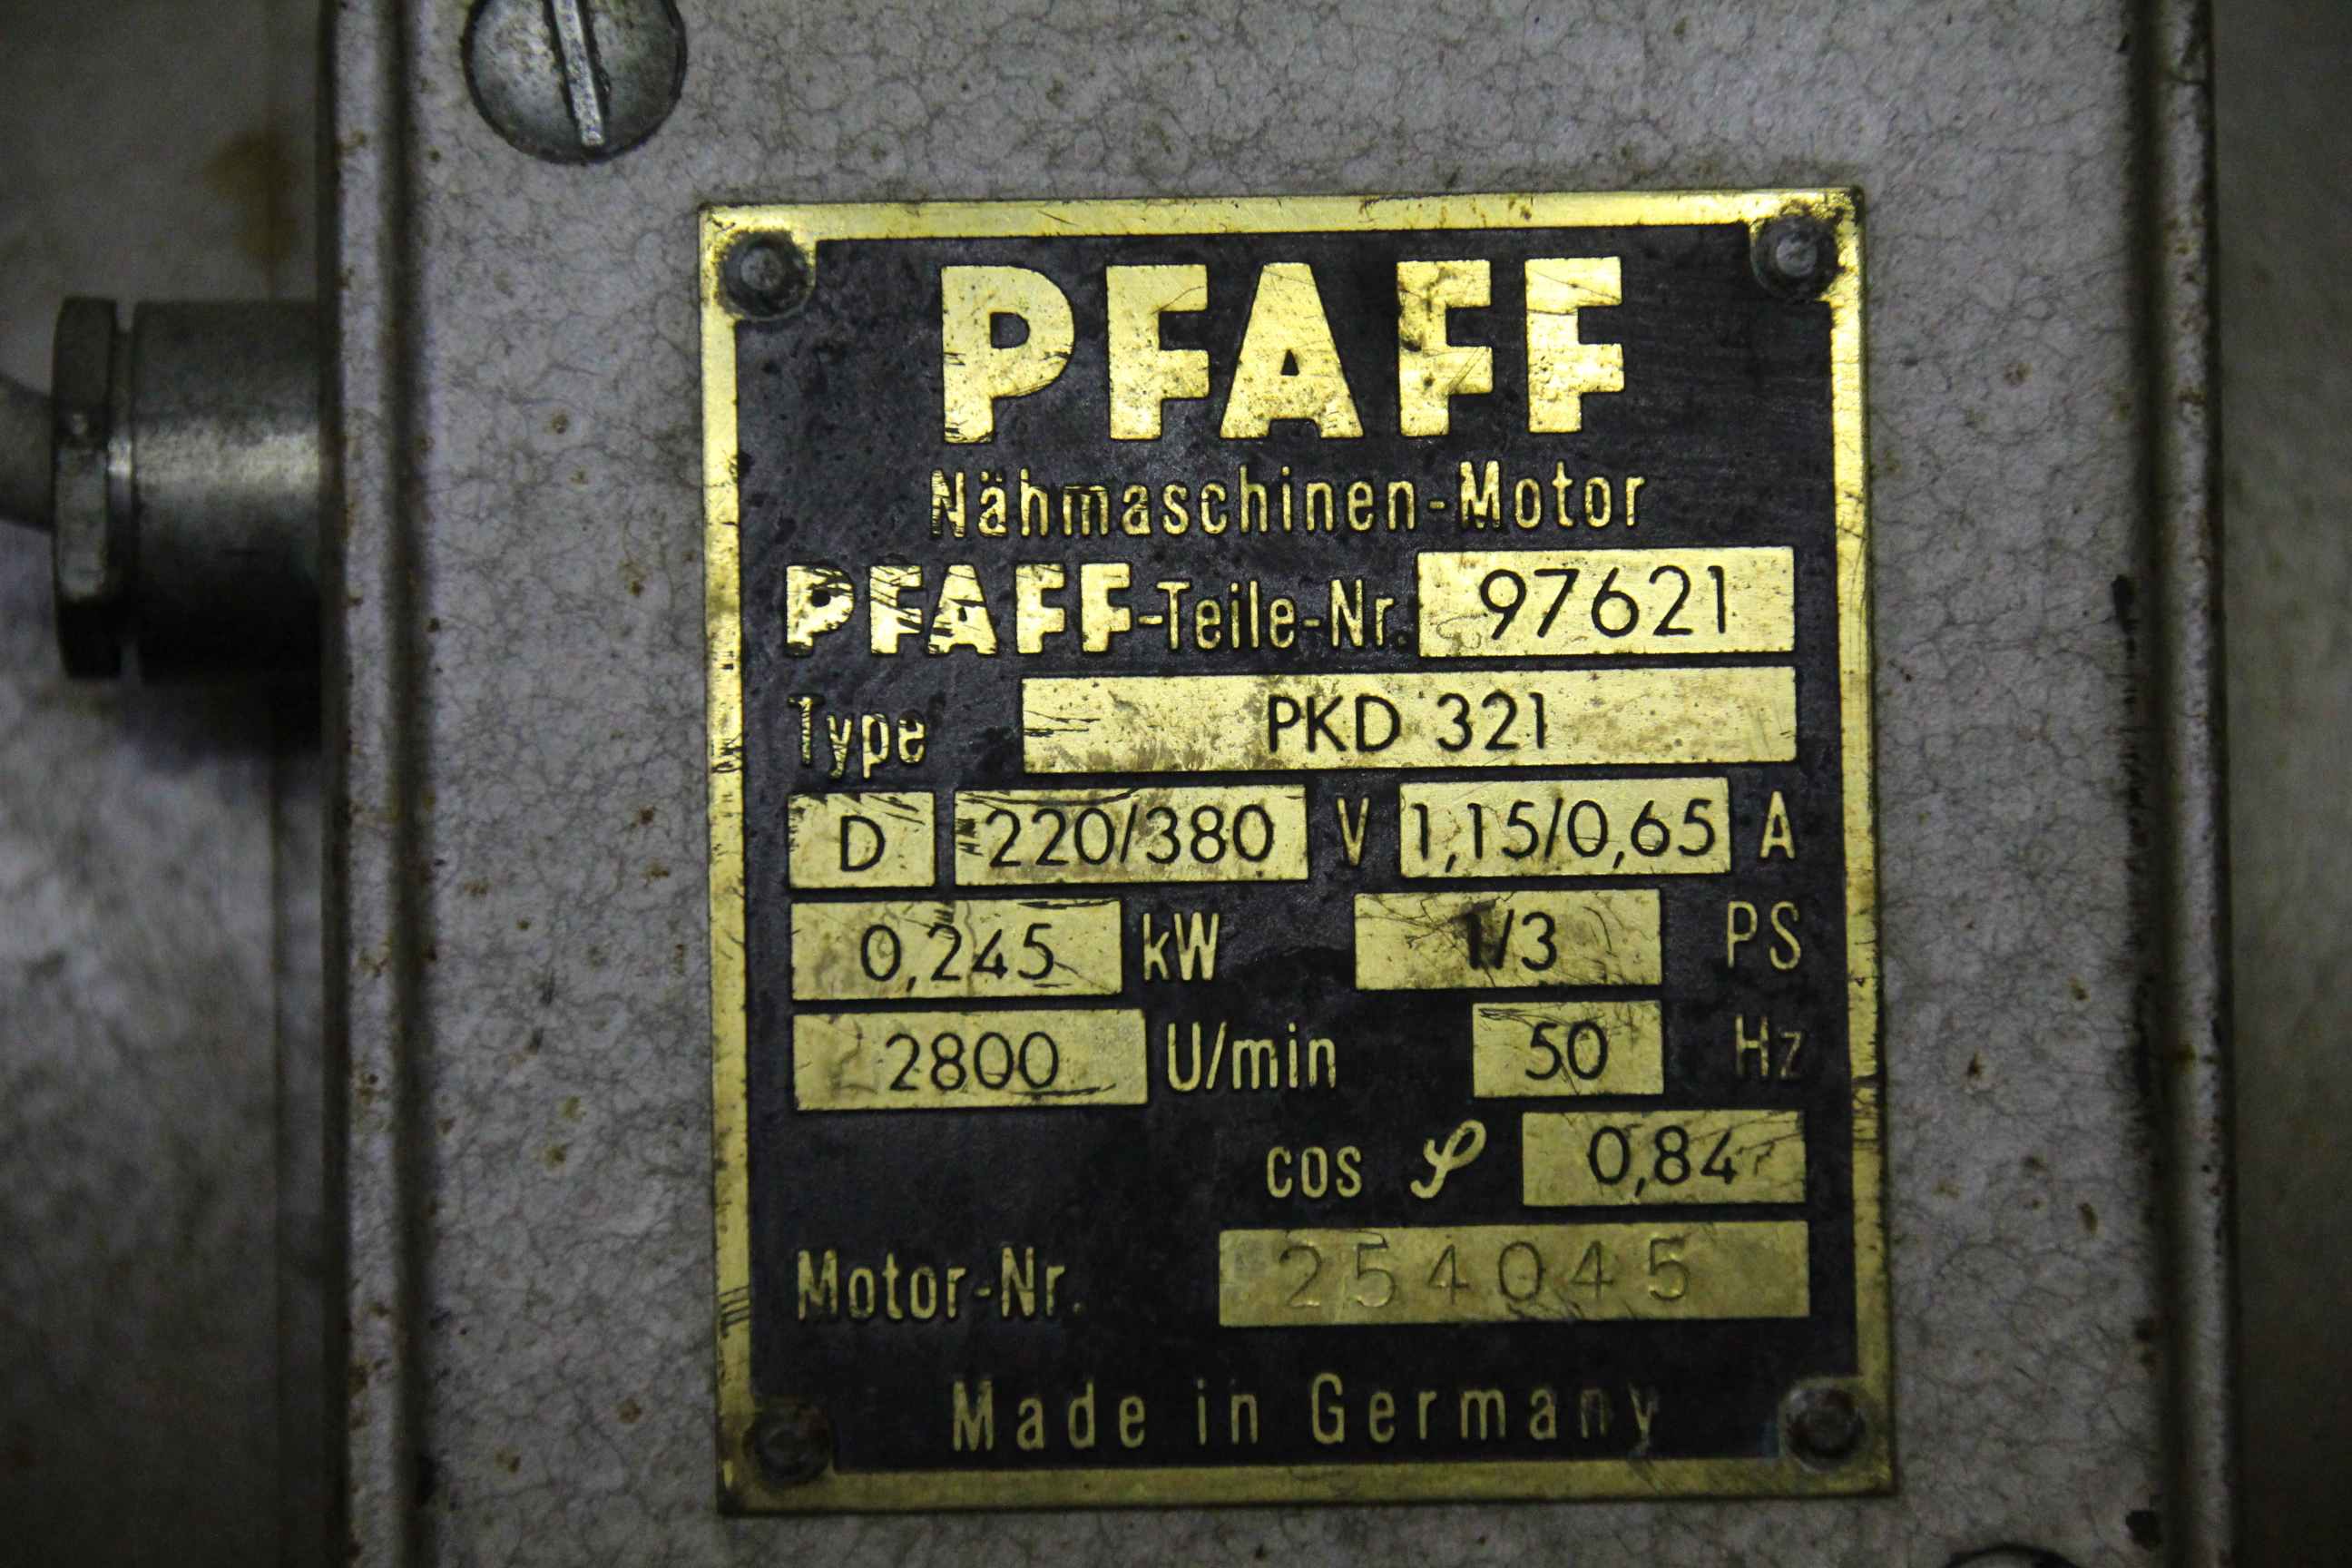 PFAFF
Nähmaschinen-Motor
PFAFF-Teile-Nr. 97621
Type PKD 321
D 220/380 V 1,15/0,65 A
0,245 kW 1/3 PS
2800 U/min 50 Hz
cos φ 0,84
Motor-Nr. 254045
Made in Germany